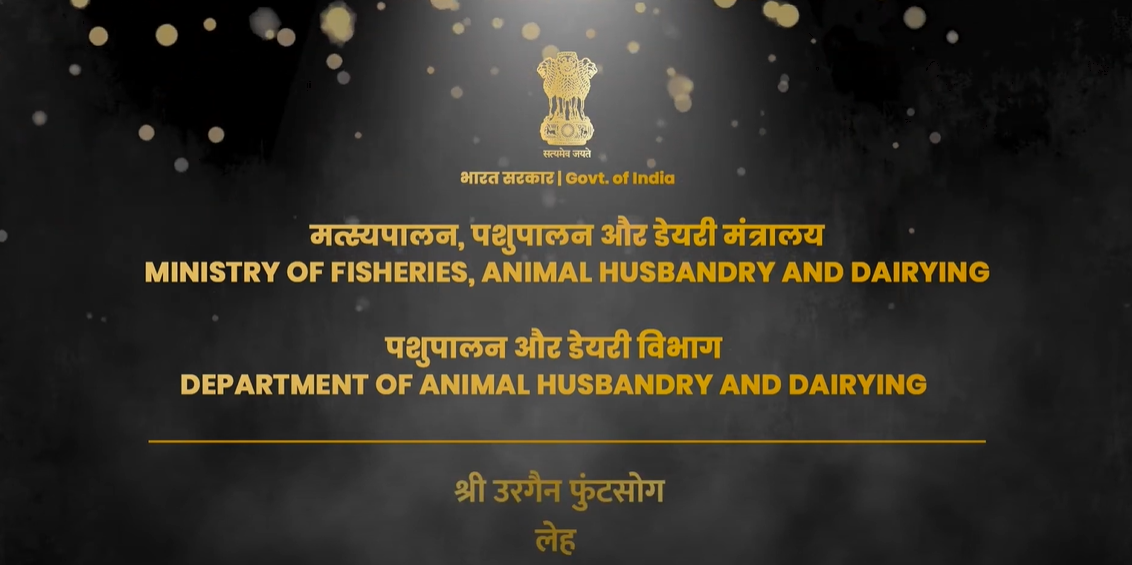 सत्यमेव जयते
भारत सरकार | Govt. of India
मत्स्यपालन, पशुपालन और डेयरी मंत्रालय
MINISTRY OF FISHERIES, ANIMAL HUSBANDRY AND DAIRYING
पशुपालन और डेयरी विभाग
DEPARTMENT OF ANIMAL HUSBANDRY AND DAIRYING
श्री उरगैन फुंटसोग
लेह